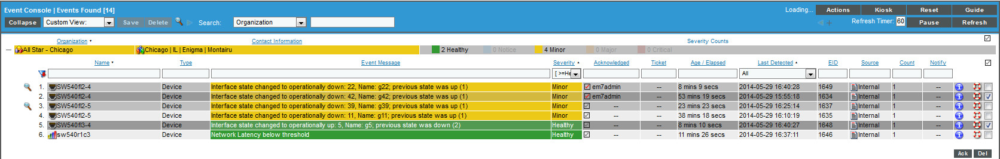 Event Console | Events Found [14] Loading... Actions Kiosk Reset Guide
Collapse Custom View: Save Delete Search: Organization Refresh Timer: 60 Pause Refresh
Organization Contact Information Severity Counts
All Star - Chicago Chicago | IL | Enigma | Montairu 2 Healthy 0 Notice 4 Minor 0 Major 0 Critical
Name Type Event Message Severity Acknowledged Ticket Age / Elapsed Last Detected EID Source Count Notify
[ >=He All
1. SW540fl2-4 Device Interface state changed to operationally down: 22, Name: g22; previous state was up (1) Minor em7admin -- 8 mins 9 secs 2014-05-29 16:40:28 1649 Internal 1 --
2. SW540fl2-4 Device Interface state changed to operationally down: 42, Name: g42; previous state was up (1) Minor em7admin -- 53 mins 19 secs 2014-05-29 15:55:18 1634 Internal 1 --
3. SW540fl2-5 Device Interface state changed to operationally down: 39, Name: g39; previous state was up (1) Minor -- -- 23 mins 23 secs 2014-05-29 16:25:14 1637 Internal 1 --
4. SW540fl2-5 Device Interface state changed to operationally down: 11, Name: g11; previous state was up (1) Minor -- -- 38 mins 18 secs 2014-05-29 16:10:19 1635 Internal 1 --
5. SW540fl3-4 Device Interface state changed to operationally up: 5, Name: g5; previous state was down (2) Healthy -- -- 8 mins 10 secs 2014-05-29 16:40:27 1648 Internal 1 --
6. sw540r1c3 Device Network Latency below threshold Healthy -- -- 11 mins 26 secs 2014-05-29 16:37:11 1646 Internal 1 --
Ack Del